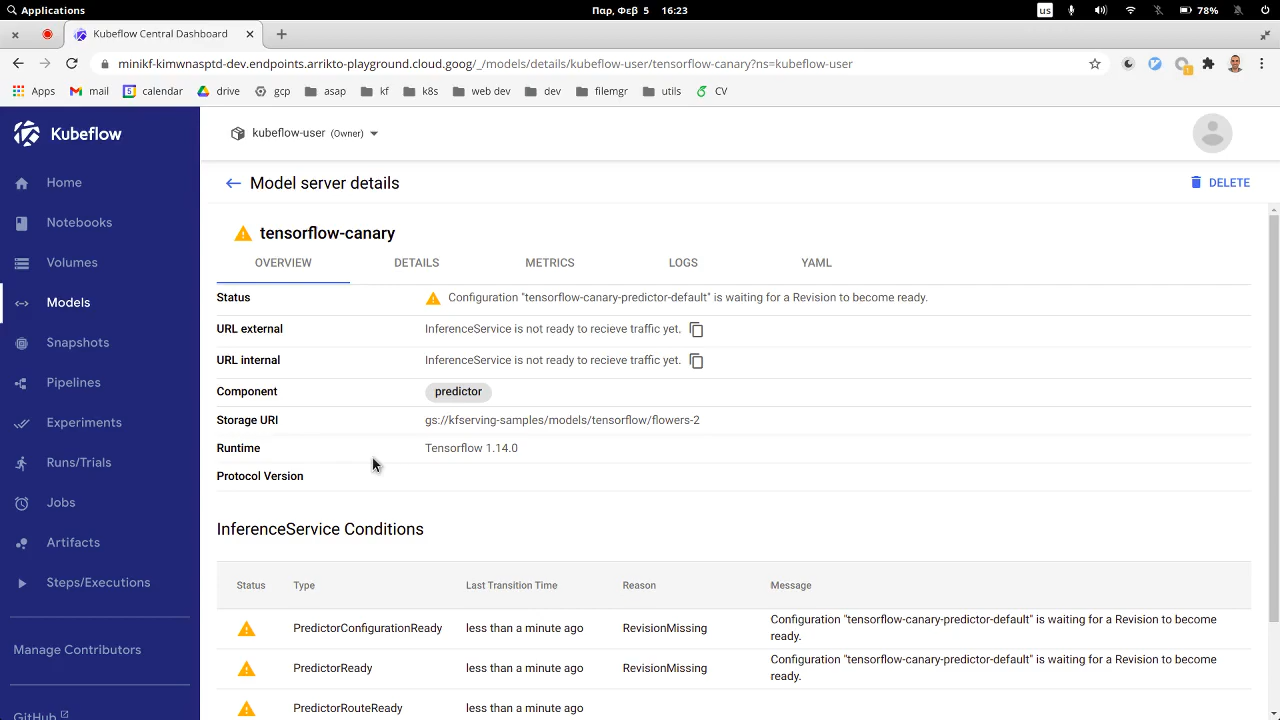 Applications
Παρ, Φεβ 5 16:23
us
78%
Kubeflow Central Dashboard
minikf-kimwnasptd-dev.endpoints.arrikto-playground.cloud.goog/_/models/details/kubeflow-user/tensorflow-canary?ns=kubeflow-user
Apps mail calendar drive gcp asap kf k8s web dev dev filemgr utils CV
Kubeflow
kubeflow-user (Owner)
Home
Notebooks
Volumes
Models
Snapshots
Pipelines
Experiments
Runs/Trials
Jobs
Artifacts
Steps/Executions
Manage Contributors
GitHub
Model server details
DELETE
tensorflow-canary
OVERVIEW DETAILS METRICS LOGS YAML
Status Configuration "tensorflow-canary-predictor-default" is waiting for a Revision to become ready.
URL external InferenceService is not ready to recieve traffic yet.
URL internal InferenceService is not ready to recieve traffic yet.
Component predictor
Storage URI gs://kfserving-samples/models/tensorflow/flowers-2
Runtime Tensorflow 1.14.0
Protocol Version
InferenceService Conditions
Status Type Last Transition Time Reason Message
PredictorConfigurationReady less than a minute ago RevisionMissing Configuration "tensorflow-canary-predictor-default" is waiting for a Revision to become
ready.
PredictorReady less than a minute ago RevisionMissing Configuration "tensorflow-canary-predictor-default" is waiting for a Revision to become
ready.
PredictorRouteReady less than a minute ago